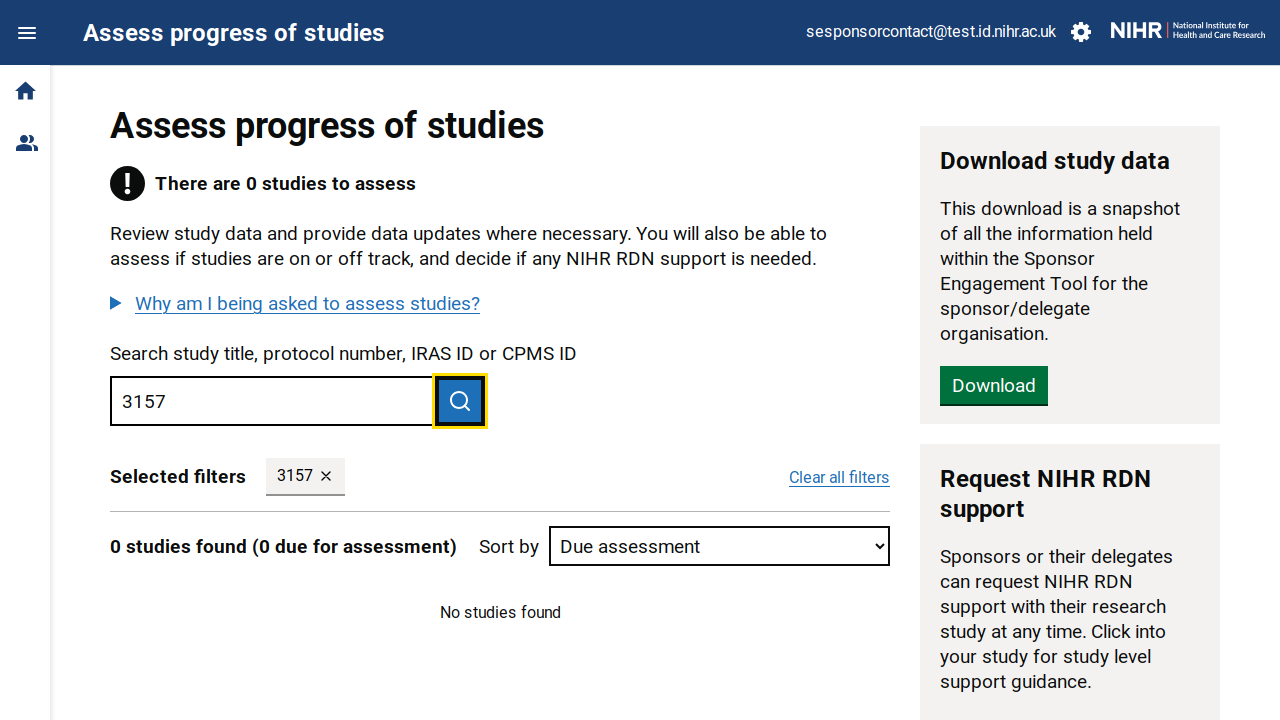 Assess progress of studies
sesponsorcontact@test.id.nihr.ac.uk
NIHR National Institute for
Health and Care Research
Assess progress of studies
There are 0 studies to assess
Review study data and provide data updates where necessary. You will also be able to
assess if studies are on or off track, and decide if any NIHR RDN support is needed.
Why am I being asked to assess studies?
Search study title, protocol number, IRAS ID or CPMS ID
3157
Selected filters
3157
Clear all filters
0 studies found (0 due for assessment)
Sort by
Due assessment
No studies found
Download study data
This download is a snapshot
of all the information held
within the Sponsor
Engagement Tool for the
sponsor/delegate
organisation.
Download
Request NIHR RDN
support
Sponsors or their delegates
can request NIHR RDN
support with their research
study at any time. Click into
your study for study level
support guidance.